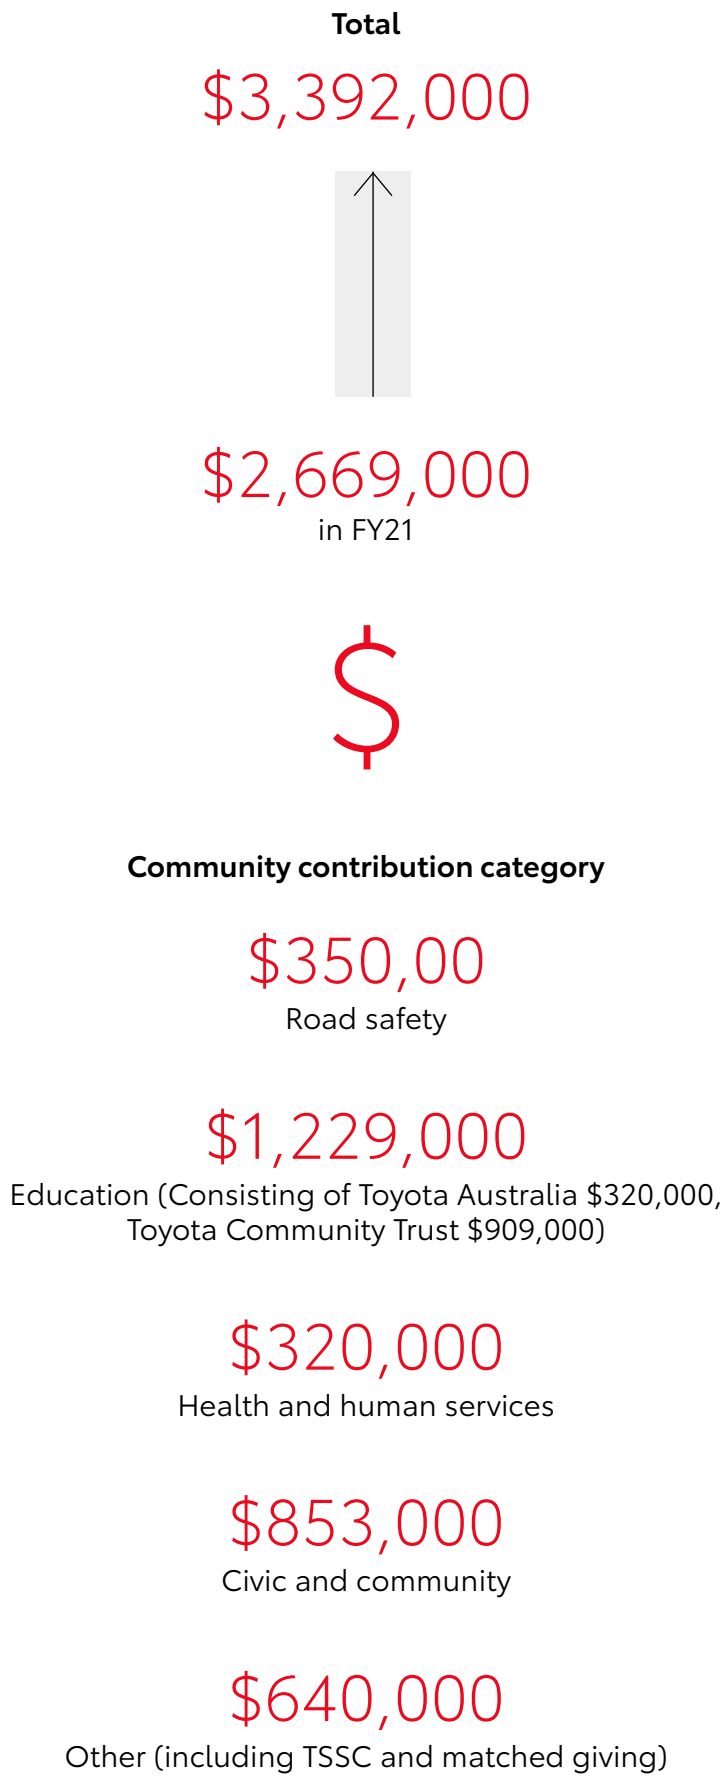 Total
$3,392,000
$2,669,000
in FY21
$
Community contribution category
$350,00
Road safety
$1,229,000
Education (Consisting of Toyota Australia $320,000,
Toyota Community Trust $909,000)
$320,000
Health and human services
$853,000
Civic and community
$640,000
Other (including TSSC and matched giving)